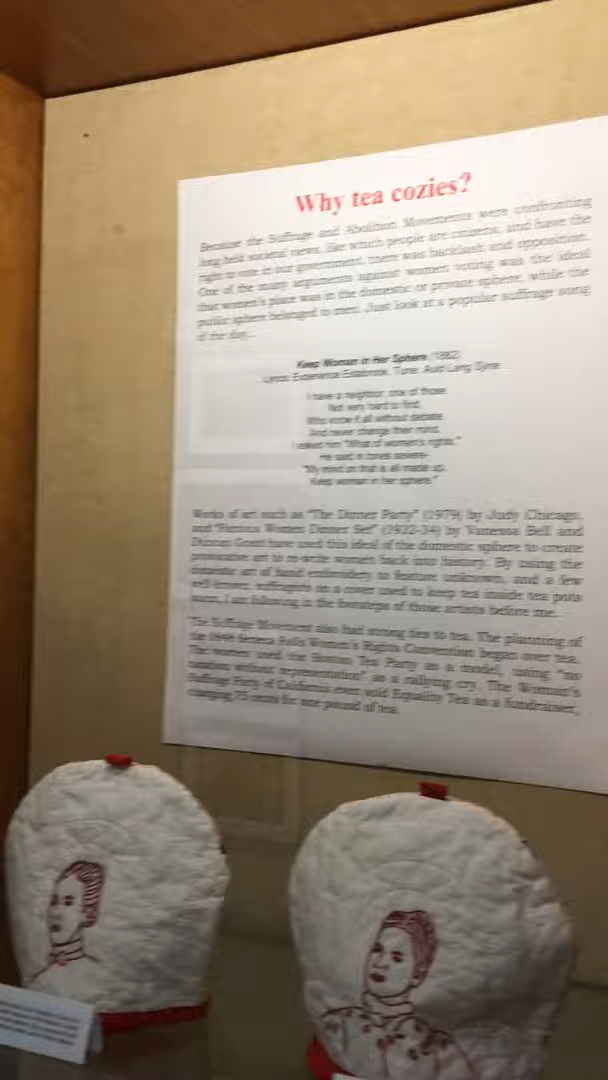 Why tea cozies?
Because the Suffrage and Abolition Movements were confronting
long held societal views, like which people are citizens, and have the
right to vote in our government, there was backlash and opposition.
One of the many arguments against women voting was the ideal
that women's place was in the domestic or private sphere, while the
public sphere belonged to men. Just look at a popular suffrage song
of the day...
Keep Woman in Her Sphere (1882)
Lyrics: Experience Estabrook. Tune: Auld Lang Syne
I have a neighbor, one of those
Not very hard to find,
Who know it all without debate
And never change their mind.
I asked him "What of women's rights,"
He said in tones severe-
"My mind on that is all made up,
Keep woman in her sphere."
Works of art such as "The Dinner Party" (1979) by Judy Chicago,
and "Famous Women Dinner Set" (1932-34) by Vanessa Bell and
Duncan Grant have used this ideal of the domestic sphere to create
provocative art to re-write women back into history. By using the
domestic art of hand embroidery to feature unknown, and a few
well-known suffragists on a cover used to keep tea inside tea pots
warm, I am following in the footsteps of those artists before me.
The Suffrage Movement also had strong ties to tea. The planning of
the 1848 Seneca Falls Women's Rights Convention began over tea.
The women used the Boston Tea Party as a model, using "no
taxation without representation" as a rallying cry. The Woman's
Suffrage Party of California even sold Equality Tea as a fundraiser,
charging 75 cents for one pound of tea.